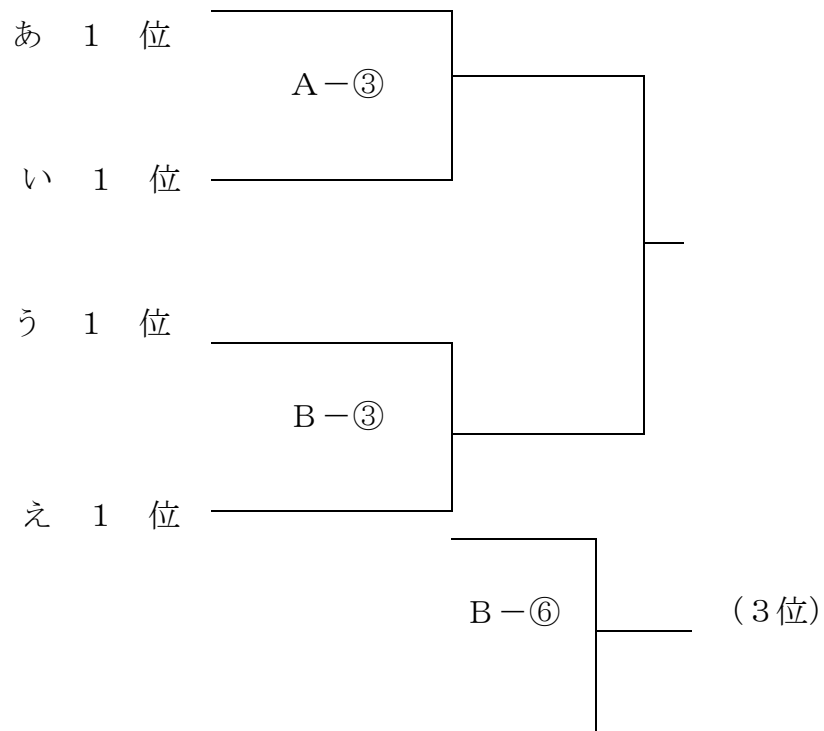 あ　１　位
Ａ－③
い　１　位
う　１　位
Ｂ－③
え　１　位
Ｂ－⑥　（３位）